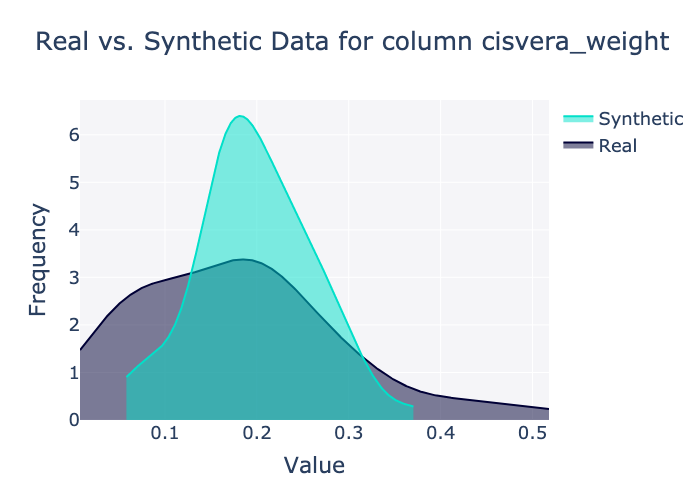 Real vs. Synthetic Data for column cisvera_weight
Synthetic
Real
Frequency
6
5
4
3
2
1
0
0.1 0.2 0.3 0.4 0.5
Value